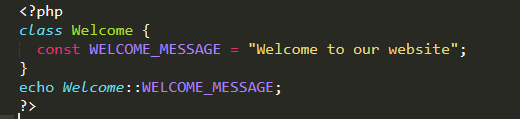 <?php
class Welcome {
  const WELCOME_MESSAGE = "Welcome to our website";
}
echo Welcome::WELCOME_MESSAGE;
?>